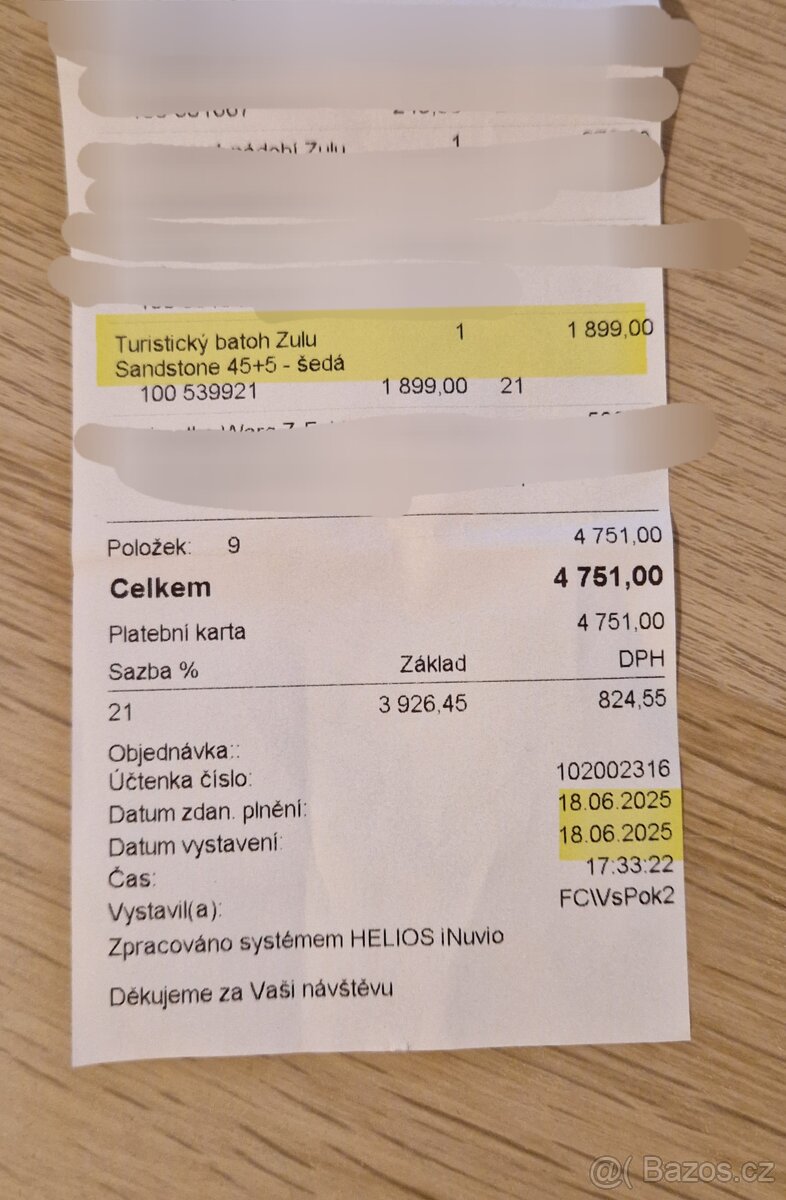 Zulu 1
Turistický batoh Zulu 1 1 899,00
Sandstone 45+5 - šedá
100 539921 1 899,00 21
Položek: 9 4 751,00
Celkem 4 751,00
Platební karta 4 751,00
Sazba % Základ DPH
21 3 926,45 824,55
Objednávka::
Účtenka číslo: 102002316
Datum zdan. plnění: 18.06.2025
Datum vystavení: 18.06.2025
Čas: 17:33:22
Vystavil(a): FC\VsPok2
Zpracováno systémem HELIOS iNuvio
Děkujeme za Vaši návštěvu
@( Bazos.cz